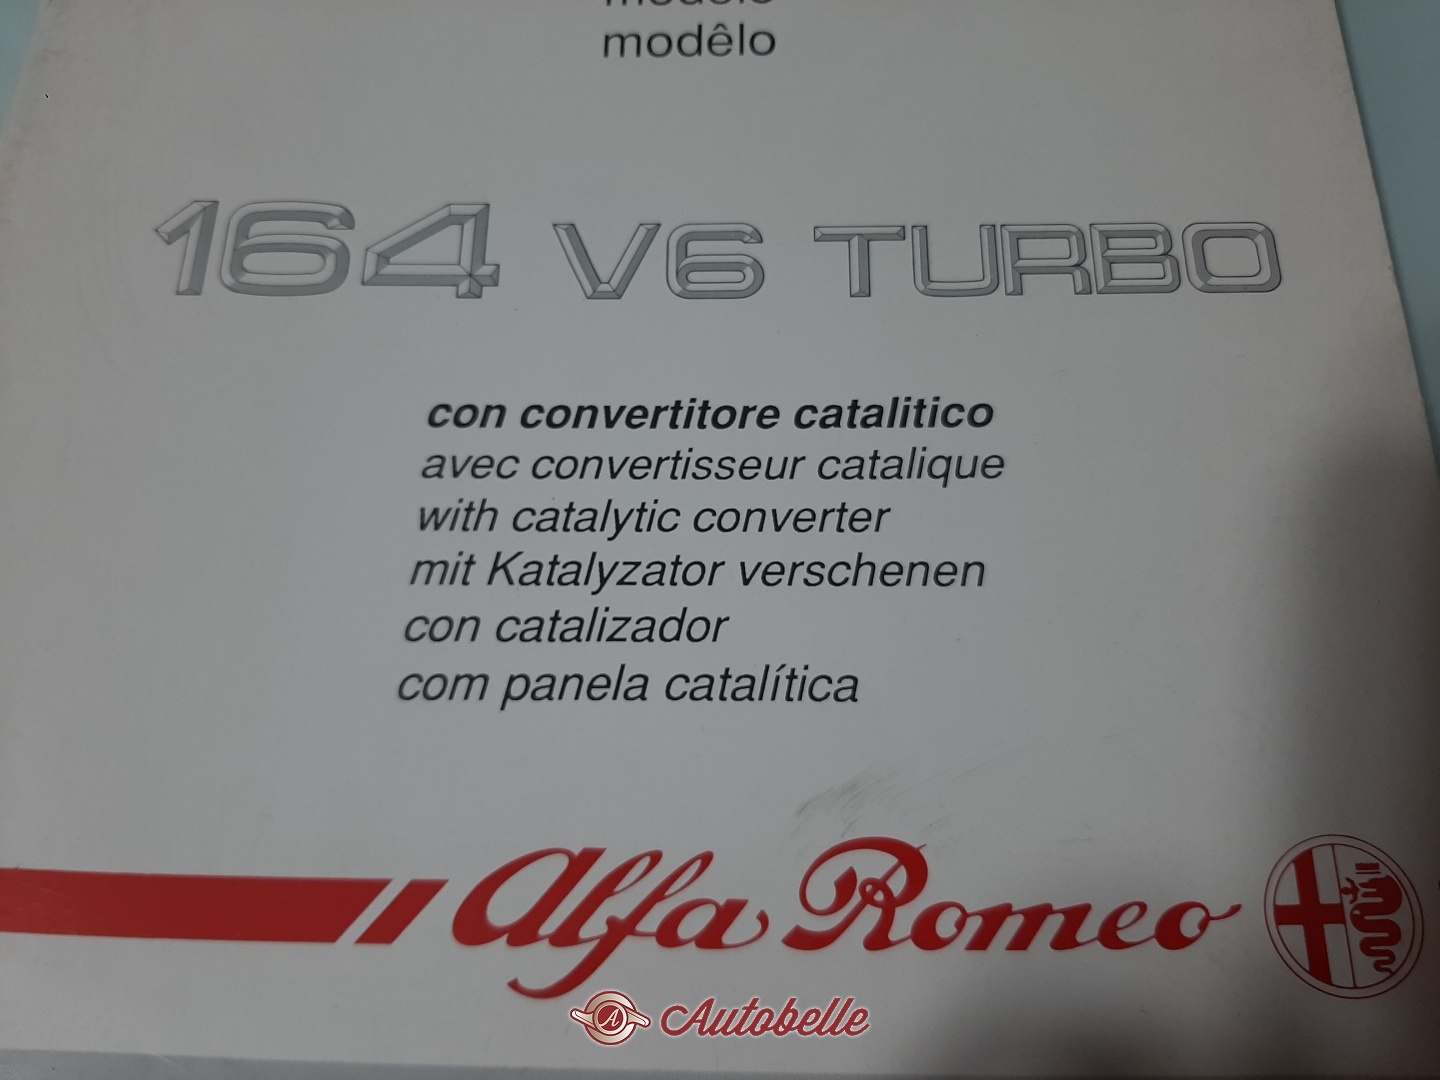 modelo
modêlo
164 V6 TURBO
con convertitore catalitico
avec convertisseur catalique
with catalytic converter
mit Katalyzator verschenen
con catalizador
com panela catalítica
Alfa Romeo
A Autobelle